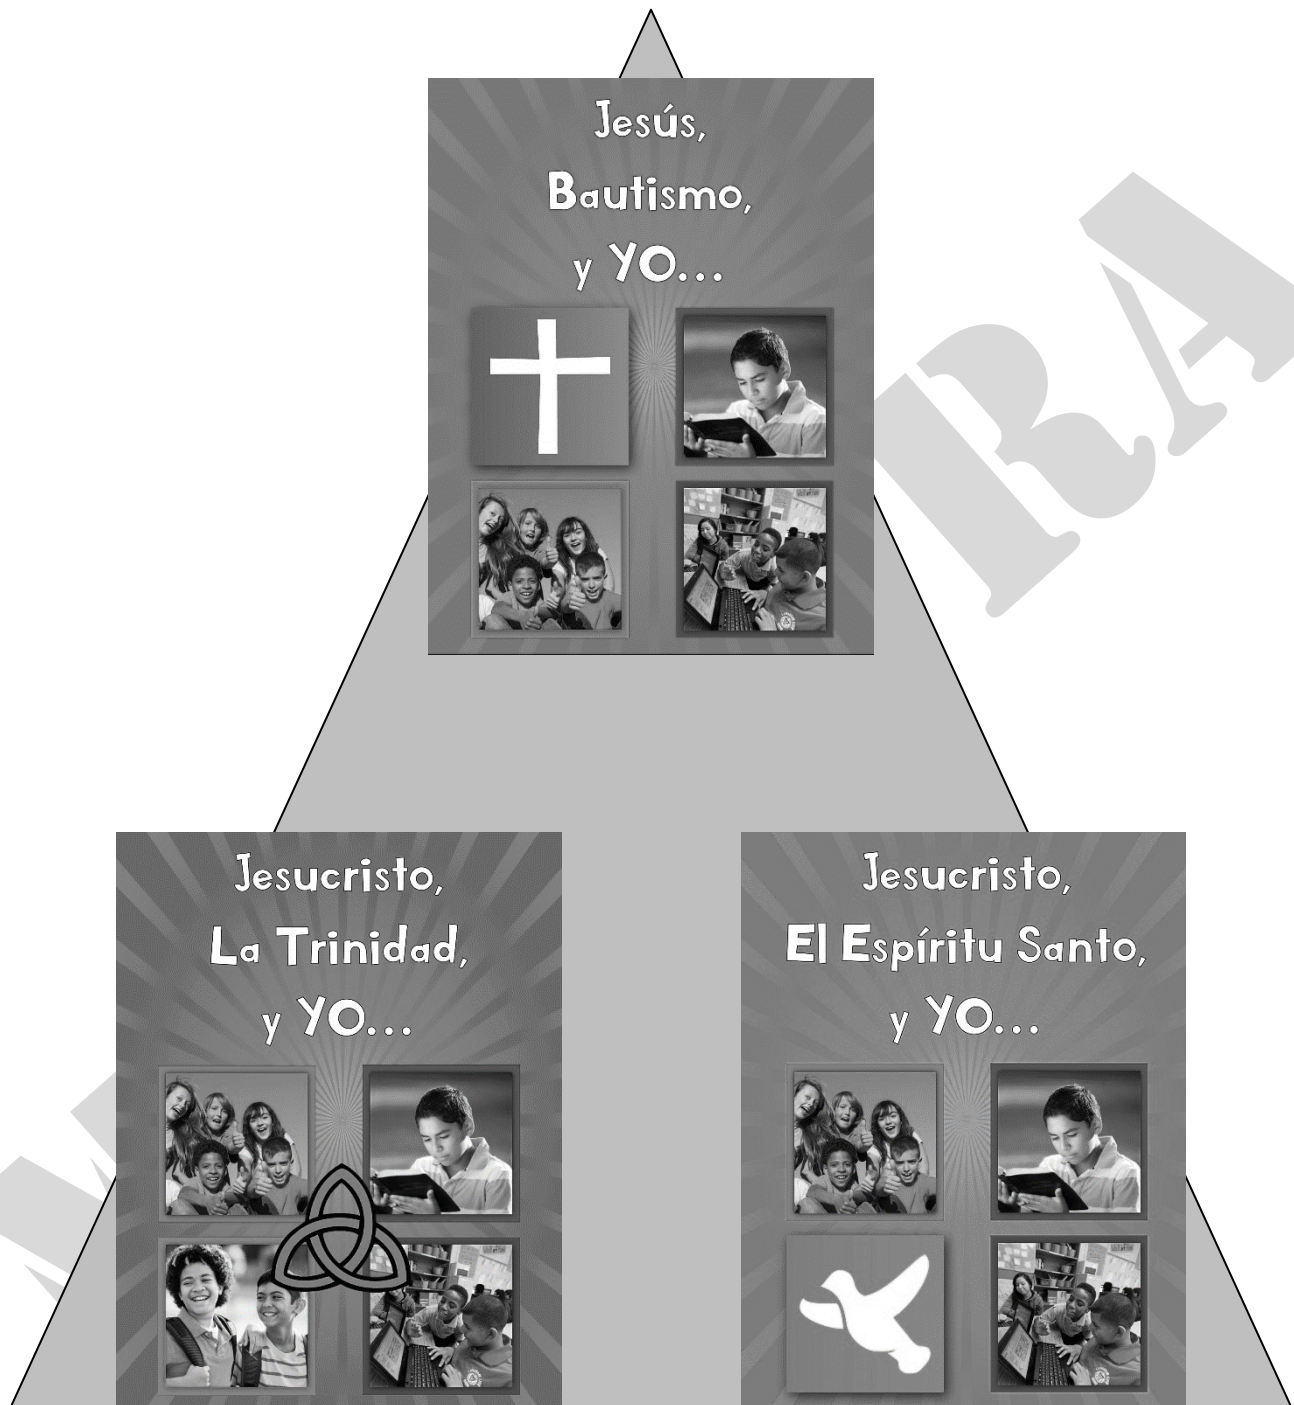 Jesús,
Bautismo,
y YO...
Jesucristo,
La Trinidad,
y YO...
Jesucristo,
El Espíritu Santo,
y YO...